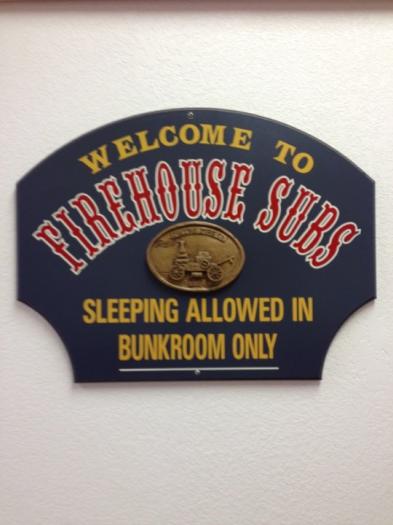 WELCOME TO
FIREHOUSE SUBS
SLEEPING ALLOWED IN
BUNKROOM ONLY